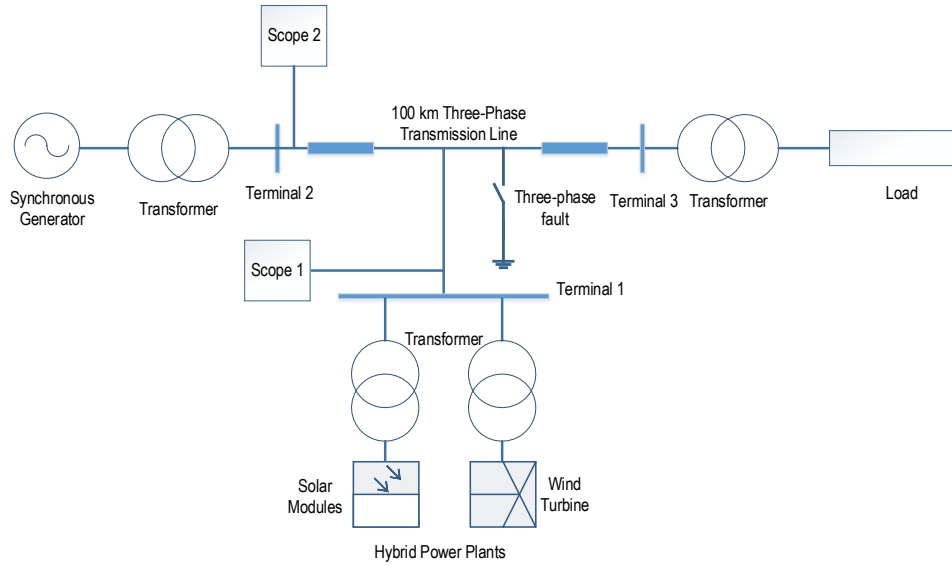 Scope 2
100 km Three-Phase
Transmission Line
Synchronous
Generator
Transformer
Terminal 2
Three-phase
fault
Terminal 3
Transformer
Load
Scope 1
Terminal 1
Transformer
Solar
Modules
Wind
Turbine
Hybrid Power Plants